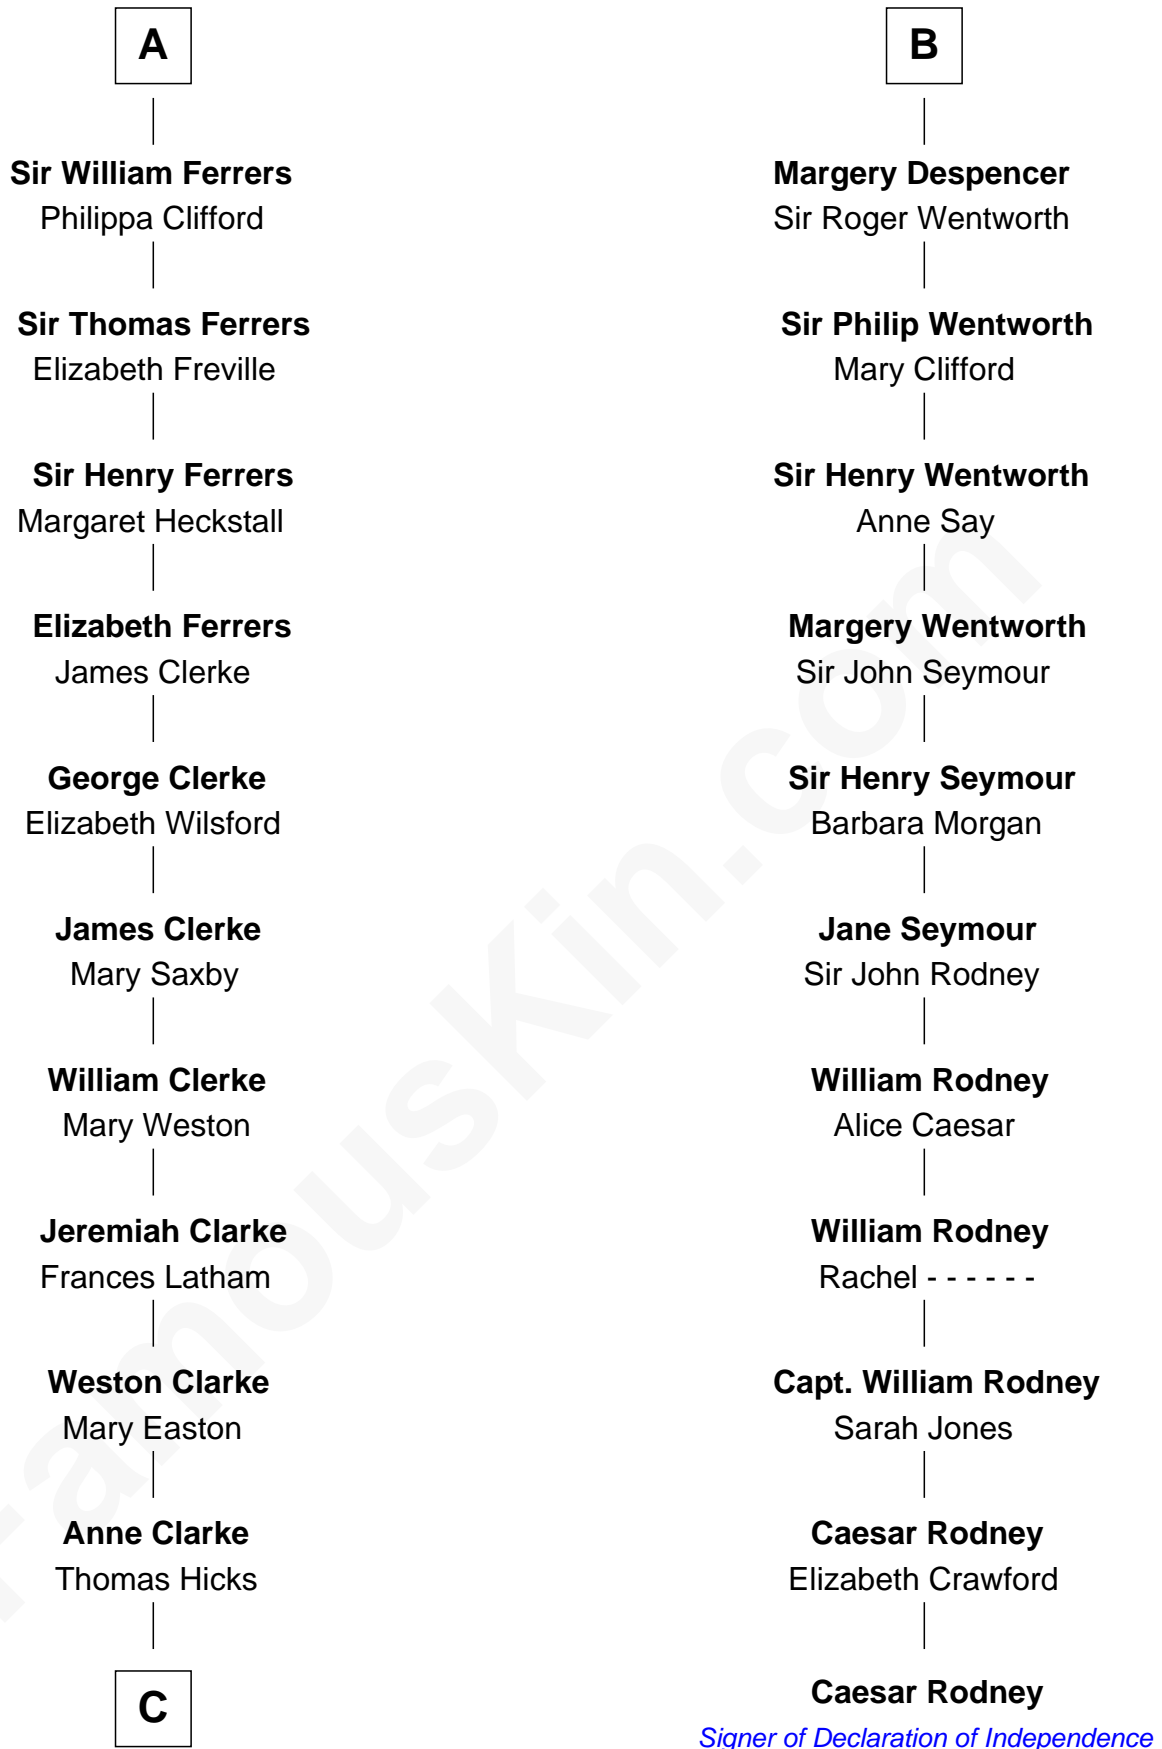 A
Sir William Ferrers
Philippa Clifford
Sir Thomas Ferrers
Elizabeth Freville
Sir Henry Ferrers
Margaret Heckstall
Elizabeth Ferrers
James Clerke
George Clerke
Elizabeth Wilsford
James Clerke
Mary Saxby
William Clerke
Mary Weston
Jeremiah Clarke
Frances Latham
Weston Clarke
Mary Easton
Anne Clarke
Thomas Hicks
C
B
Margery Despencer
Sir Roger Wentworth
Sir Philip Wentworth
Mary Clifford
Sir Henry Wentworth
Anne Say
Margery Wentworth
Sir John Seymour
Sir Henry Seymour
Barbara Morgan
Jane Seymour
Sir John Rodney
William Rodney
Alice Caesar
William Rodney
Rachel - - - - - -
Capt. William Rodney
Sarah Jones
Caesar Rodney
Elizabeth Crawford
Caesar Rodney
Signer of Declaration of Independence
FamousKin.com